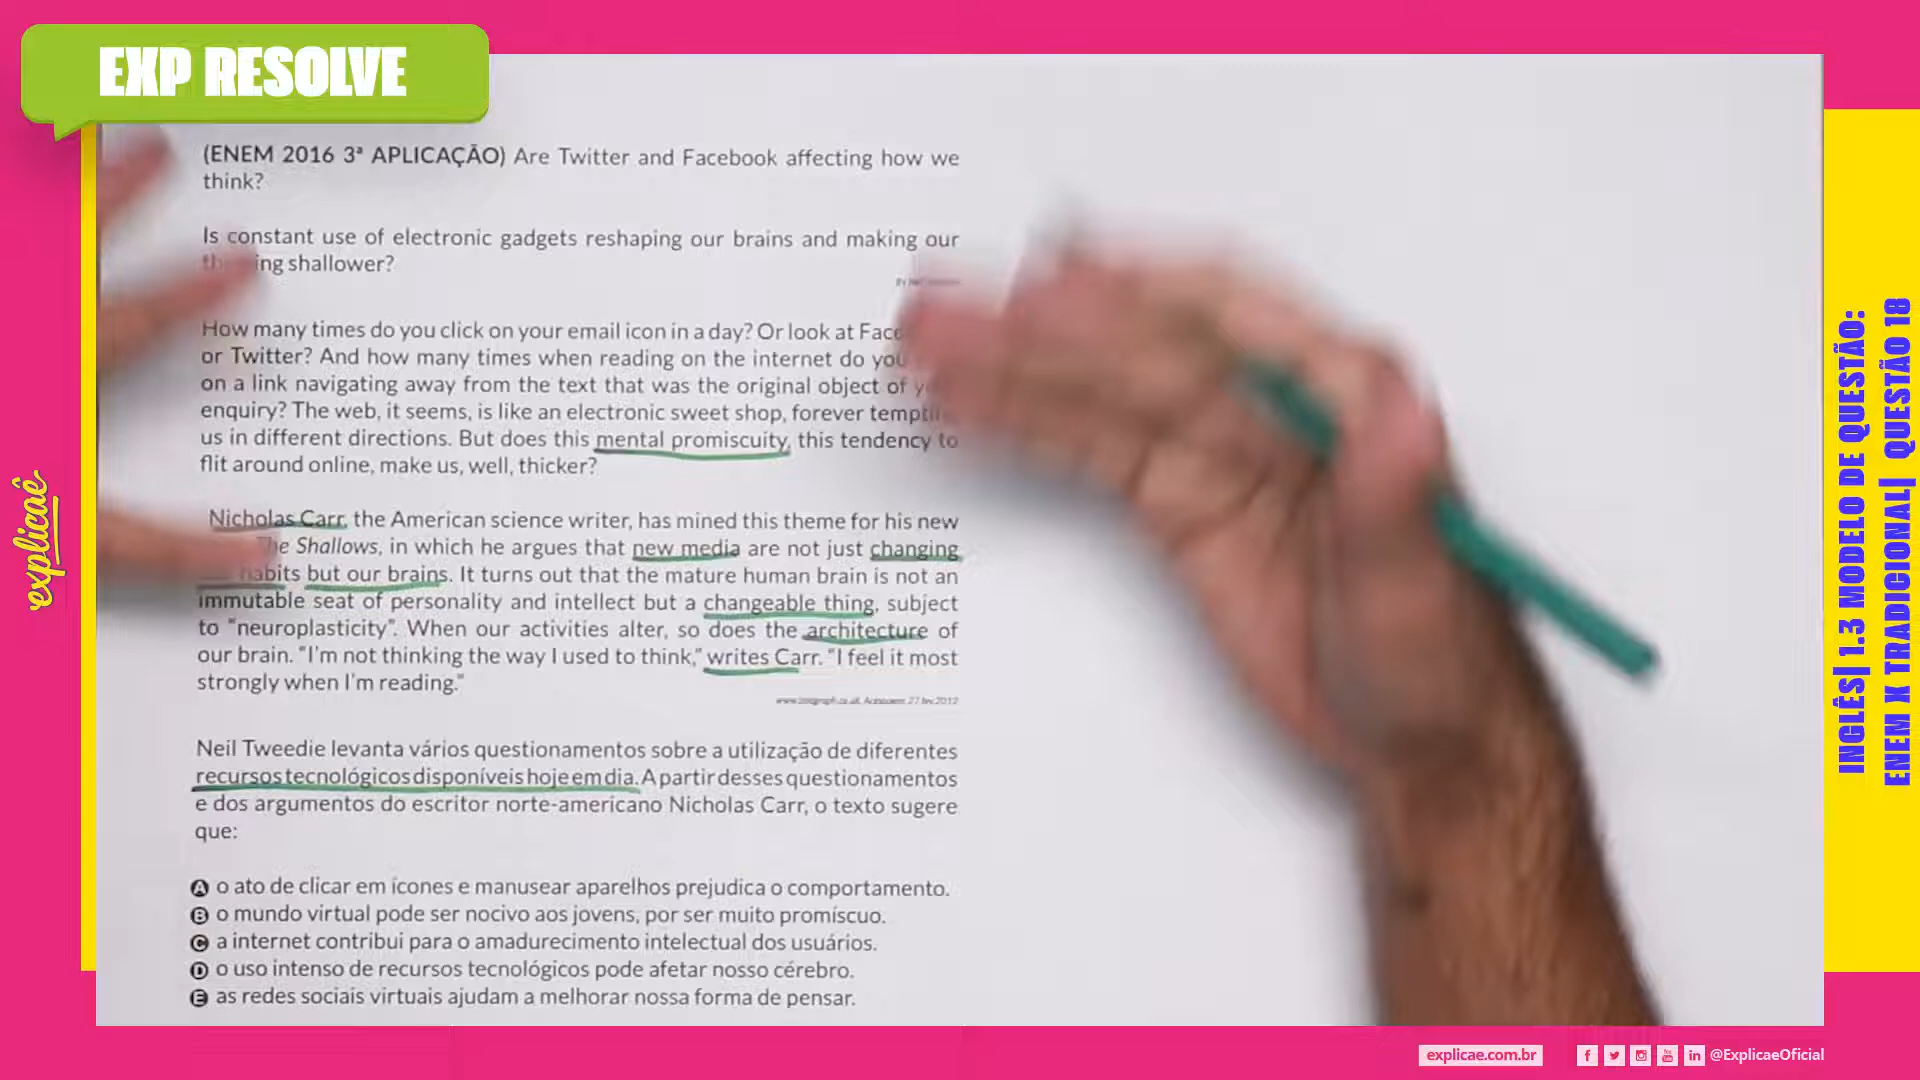 EXP RESOLVE
(ENEM 2016 3ª APLICAÇÃO) Are Twitter and Facebook affecting how we
think?
Is constant use of electronic gadgets reshaping our brains and making our
shallower?
How many times do you click on your email icon in a day? Or look at
or Twitter? And how many times when reading on the internet do you
on a link navigating away from the text that was the original object of
enquiry? The web, it seems, is like an electronic sweet shop, forever
us in different directions. But does this mental promiscuity, this tendency to
flit around online, make us, well, thicker?
Nicholas Carr, the American science writer, has mined this theme for his new
The Shallows, in which he argues that new media are not just changing
habits but our brains. It turns out that the mature human brain is not an
immutable seat of personality and intellect but a changeable thing, subject
to “neuroplasticity”. When our activities alter, so does the architecture of
our brain. “I’m not thinking the way I used to think,” writes Carr. “I feel it most
strongly when I’m reading.”
Neil Tweedie levanta vários questionamentos sobre a utilização de diferentes
recursos tecnológicos disponíveis hoje em dia. A partir desses questionamentos
e dos argumentos do escritor norte-americano Nicholas Carr, o texto sugere
que:
A o ato de clicar em ícones e manusear aparelhos prejudica o comportamento.
B o mundo virtual pode ser nocivo aos jovens, por ser muito promíscuo.
C a internet contribui para o amadurecimento intelectual dos usuários.
D o uso intenso de recursos tecnológicos pode afetar nosso cérebro.
E as redes sociais virtuais ajudam a melhorar nossa forma de pensar.
explicaê
INGLÊS| 1.3 MODELO DE QUESTÃO:
ENEM X TRADICIONAL| QUESTÃO 18
explicae.com.br
@ExplicaeOficial